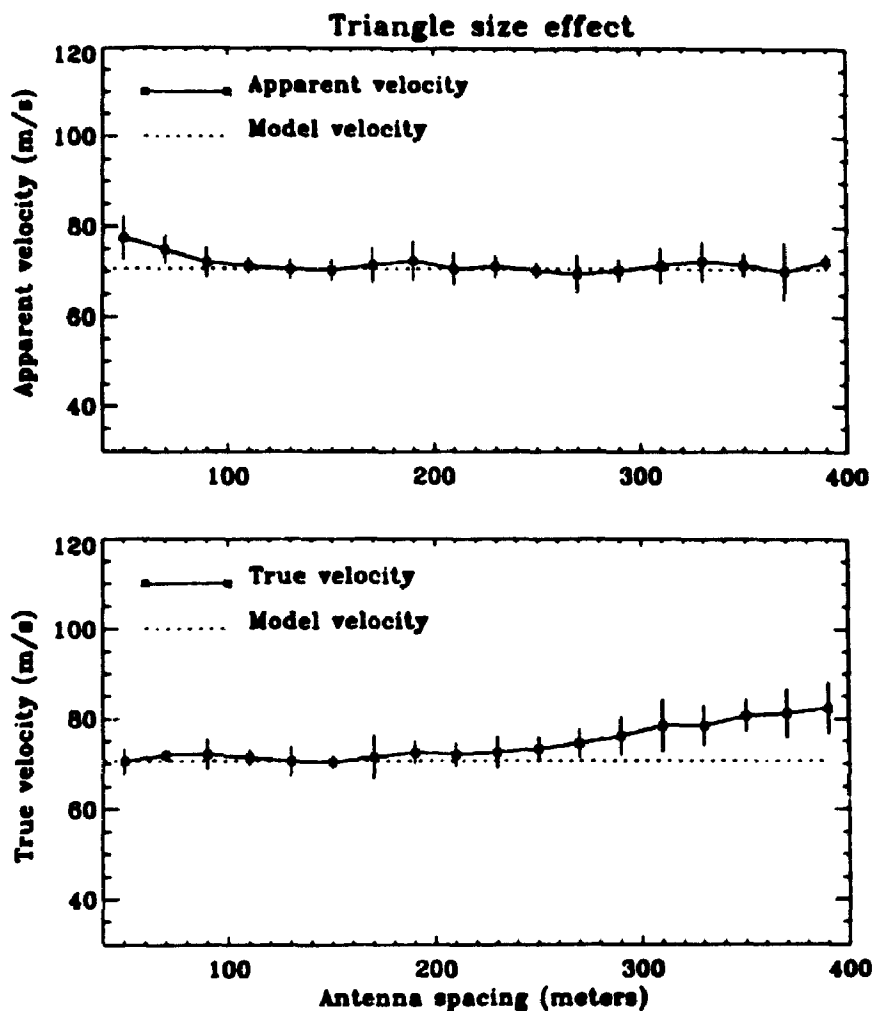 Triangle size effect
Apparent velocity (m/s)
120
100
80
60
40
Apparent velocity
Model velocity
100
200
300
400
True velocity (m/s)
120
100
80
60
40
True velocity
Model velocity
100
200
300
400
Antenna spacing (meters)